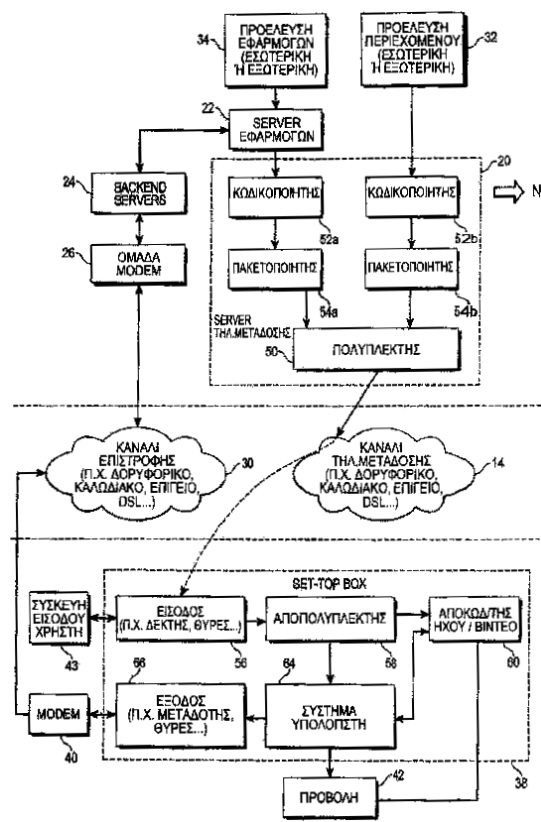 34
ΠΡΟΕΛΕΥΣΗ
ΕΦΑΡΜΟΓΩΝ
(ΕΣΩΤΕΡΙΚΗ
Ή ΕΞΩΤΕΡΙΚΗ)
ΠΡΟΕΛΕΥΣΗ
ΠΕΡΙΕΧΟΜΕΝΟΥ
(ΕΣΩΤΕΡΙΚΗ
Ή ΕΞΩΤΕΡΙΚΗ)
32
22
SERVER
ΕΦΑΡΜΟΓΩΝ
20
24
BACKEND
SERVERS
ΚΩΔΙΚΟΠΟΙΗΤΗΣ
52a
ΚΩΔΙΚΟΠΟΙΗΤΗΣ
52b
N
26
ΟΜΑΔΑ
MODEM
ΠΑΚΕΤΟΠΟΙΗΤΗΣ
54a
ΠΑΚΕΤΟΠΟΙΗΤΗΣ
54b
SERVER
ΤΗΛ.ΜΕΤΑΔΟΣΗΣ
50
ΠΟΛΥΠΛΕΚΤΗΣ
ΚΑΝΑΛΙ
ΕΠΙΣΤΡΟΦΗΣ
(Π.Χ. ΔΟΡΥΦΟΡΙΚΟ,
ΚΑΛΩΔΙΑΚΟ, ΕΠΙΓΕΙΟ,
DSL...)
30
ΚΑΝΑΛΙ
ΤΗΛ.ΜΕΤΑΔΟΣΗΣ
(Π.Χ. ΔΟΡΥΦΟΡΙΚΟ,
ΚΑΛΩΔΙΑΚΟ, ΕΠΙΓΕΙΟ,
DSL...)
14
SET-TOP BOX
ΣΥΣΚΕΥΗ
ΕΙΣΟΔΟΥ
ΧΡΗΣΤΗ
43
ΕΙΣΟΔΟΣ
(Π.Χ. ΔΕΚΤΗΣ, ΘΥΡΕΣ...)
56
ΑΠΟΠΟΛΥΠΛΕΚΤΗΣ
58
ΑΠΟΚΩΔ/ΤΗΣ
ΗΧΟΥ / ΒΙΝΤΕΟ
60
66
ΕΞΟΔΟΣ
(Π.Χ. ΜΕΤΑΔΟΤΗΣ,
ΘΥΡΕΣ...)
64
ΣΥΣΤΗΜΑ
ΥΠΟΛΟΓΙΣΤΗ
MODEM
40
38
42
ΠΡΟΒΟΛΗ